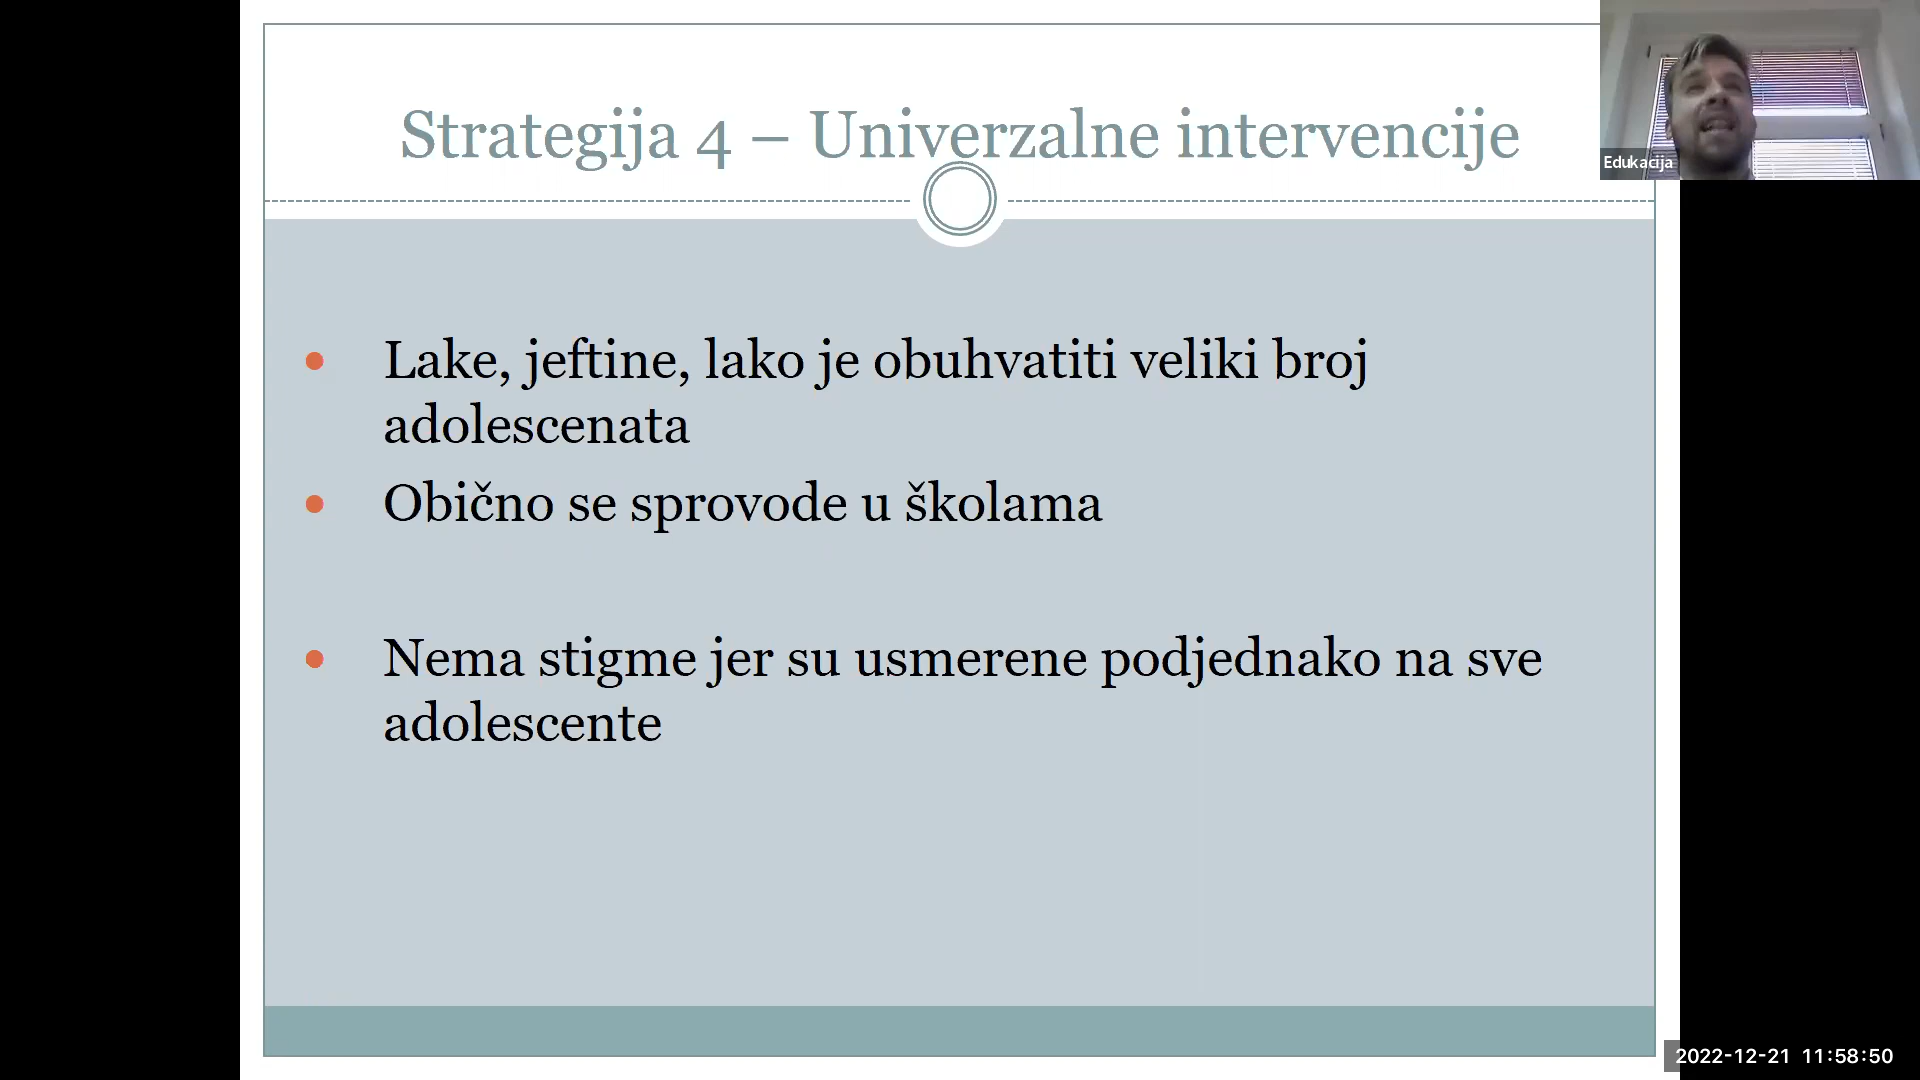 Strategija 4 – Univerzalne intervencije
Edukacija
Lake, jeftine, lako je obuhvatiti veliki broj
adolescenata
Obično se sprovode u školama
Nema stigme jer su usmerene podjednako na sve
adolescente
2022-12-21 11:58:50